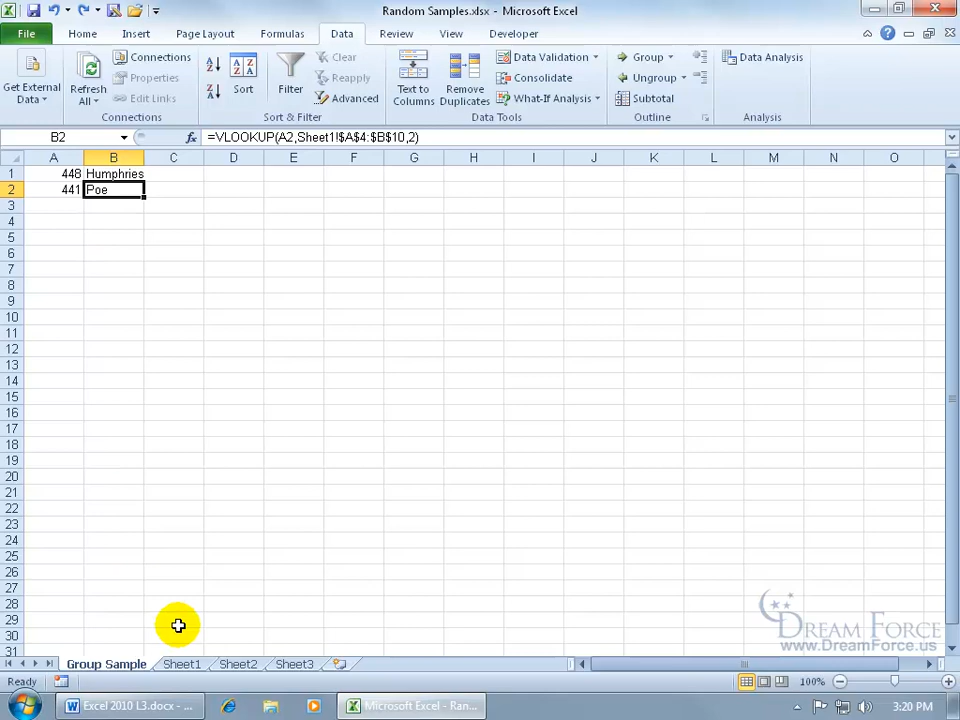 Random Samples.xlsx - Microsoft Excel
File Home Insert Page Layout Formulas Data Review View Developer
Get External Data
Connections
Properties
Edit Links
Refresh All
Connections
Sort
Filter
Clear
Reapply
Advanced
Sort & Filter
Text to Columns
Remove Duplicates
Data Validation
Consolidate
What-If Analysis
Data Tools
Group
Ungroup
Subtotal
Outline
Data Analysis
Analysis
B2 fx =VLOOKUP(A2,Sheet1!$A$4:$B$10,2)
A B C D E F G H I J K L M N O
1 448 Humphries
2 441 Poe
3
4
5
6
7
8
9
10
11
12
13
14
15
16
17
18
19
20
21
22
23
24
25
26
27
28
29
30
31
DREAM FORCE
www.DreamForce.us
Group Sample Sheet1 Sheet2 Sheet3
Ready 100%
Excel 2010 L3.docx - ... Microsoft Excel - Ran... 3:20 PM